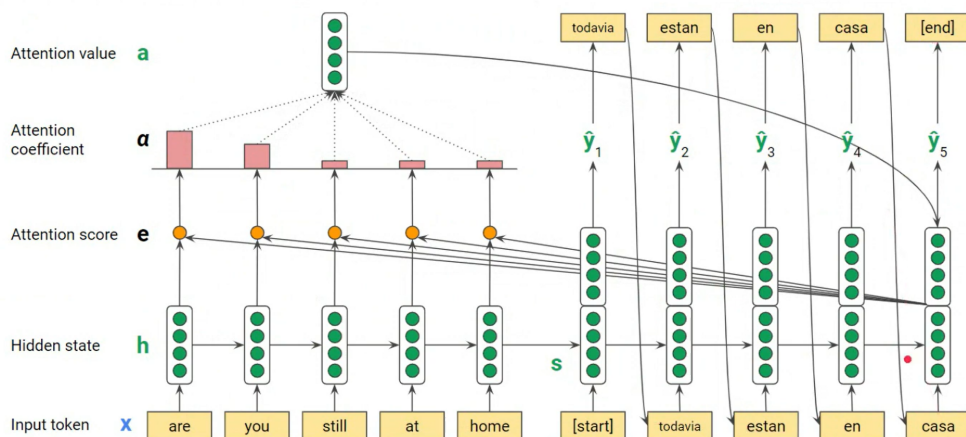 todavia estan en casa [end]
Attention value a
Attention
coefficient α
ŷ1 ŷ2 ŷ3 ŷ4 ŷ5
Attention score e
Hidden state h
s
Input token x are you still at home [start] todavia estan en casa